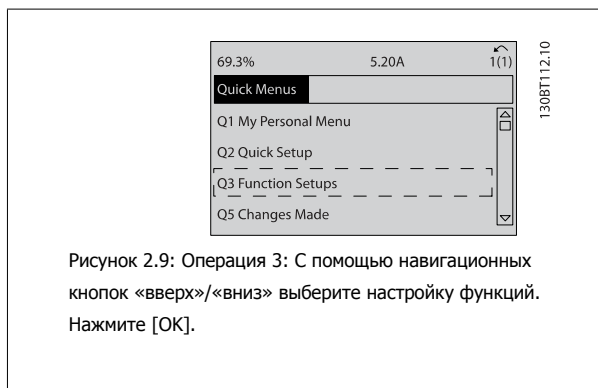 69.3% 5.20A 1(1)
Quick Menus
Q1 My Personal Menu
Q2 Quick Setup
Q3 Function Setups
Q5 Changes Made
130BT112.10
Рисунок 2.9: Операция 3: С помощью навигационных
кнопок «вверх»/«вниз» выберите настройку функций.
Нажмите [OK].